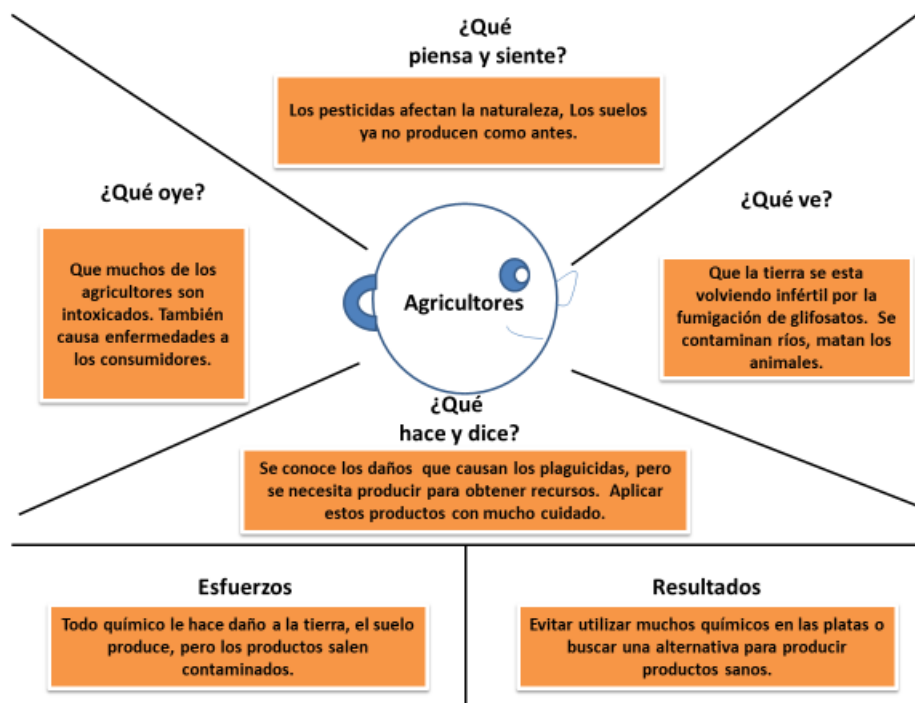 ¿Qué
piensa y siente?
Los pesticidas afectan la naturaleza, Los suelos
ya no producen como antes.
¿Qué oye?
Que muchos de los
agricultores son
intoxicados. También
causa enfermedades a
los consumidores.
Agricultores
¿Qué ve?
Que la tierra se esta
volviendo infértil por la
fumigación de glifosatos. Se
contaminan ríos, matan los
animales.
¿Qué
hace y dice?
Se conoce los daños que causan los plaguicidas, pero
se necesita producir para obtener recursos. Aplicar
estos productos con mucho cuidado.
Esfuerzos
Todo químico le hace daño a la tierra, el suelo
produce, pero los productos salen
contaminados.
Resultados
Evitar utilizar muchos químicos en las platas o
buscar una alternativa para producir
productos sanos.